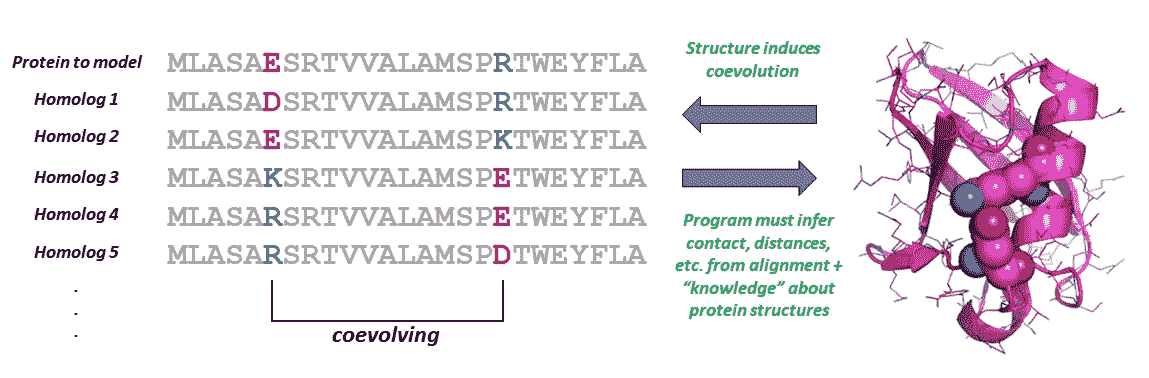 Protein to model MLASAESRTVVALAMSPRTWEYFLA
Homolog 1 MLASADSRTVVALAMSPRTWEYFLA
Homolog 2 MLASAESRTVVALAMSPKTWEYFLA
Homolog 3 MLASAKSRTVVALAMSPETWEYFLA
Homolog 4 MLASARSRTVVALAMSPETWEYFLA
Homolog 5 MLASARSRTVVALAMSPDTWEYFLA
.
.
.
coevolving
Structure induces
coevolution
Program must infer
contact, distances,
etc. from alignment +
“knowledge” about
protein structures